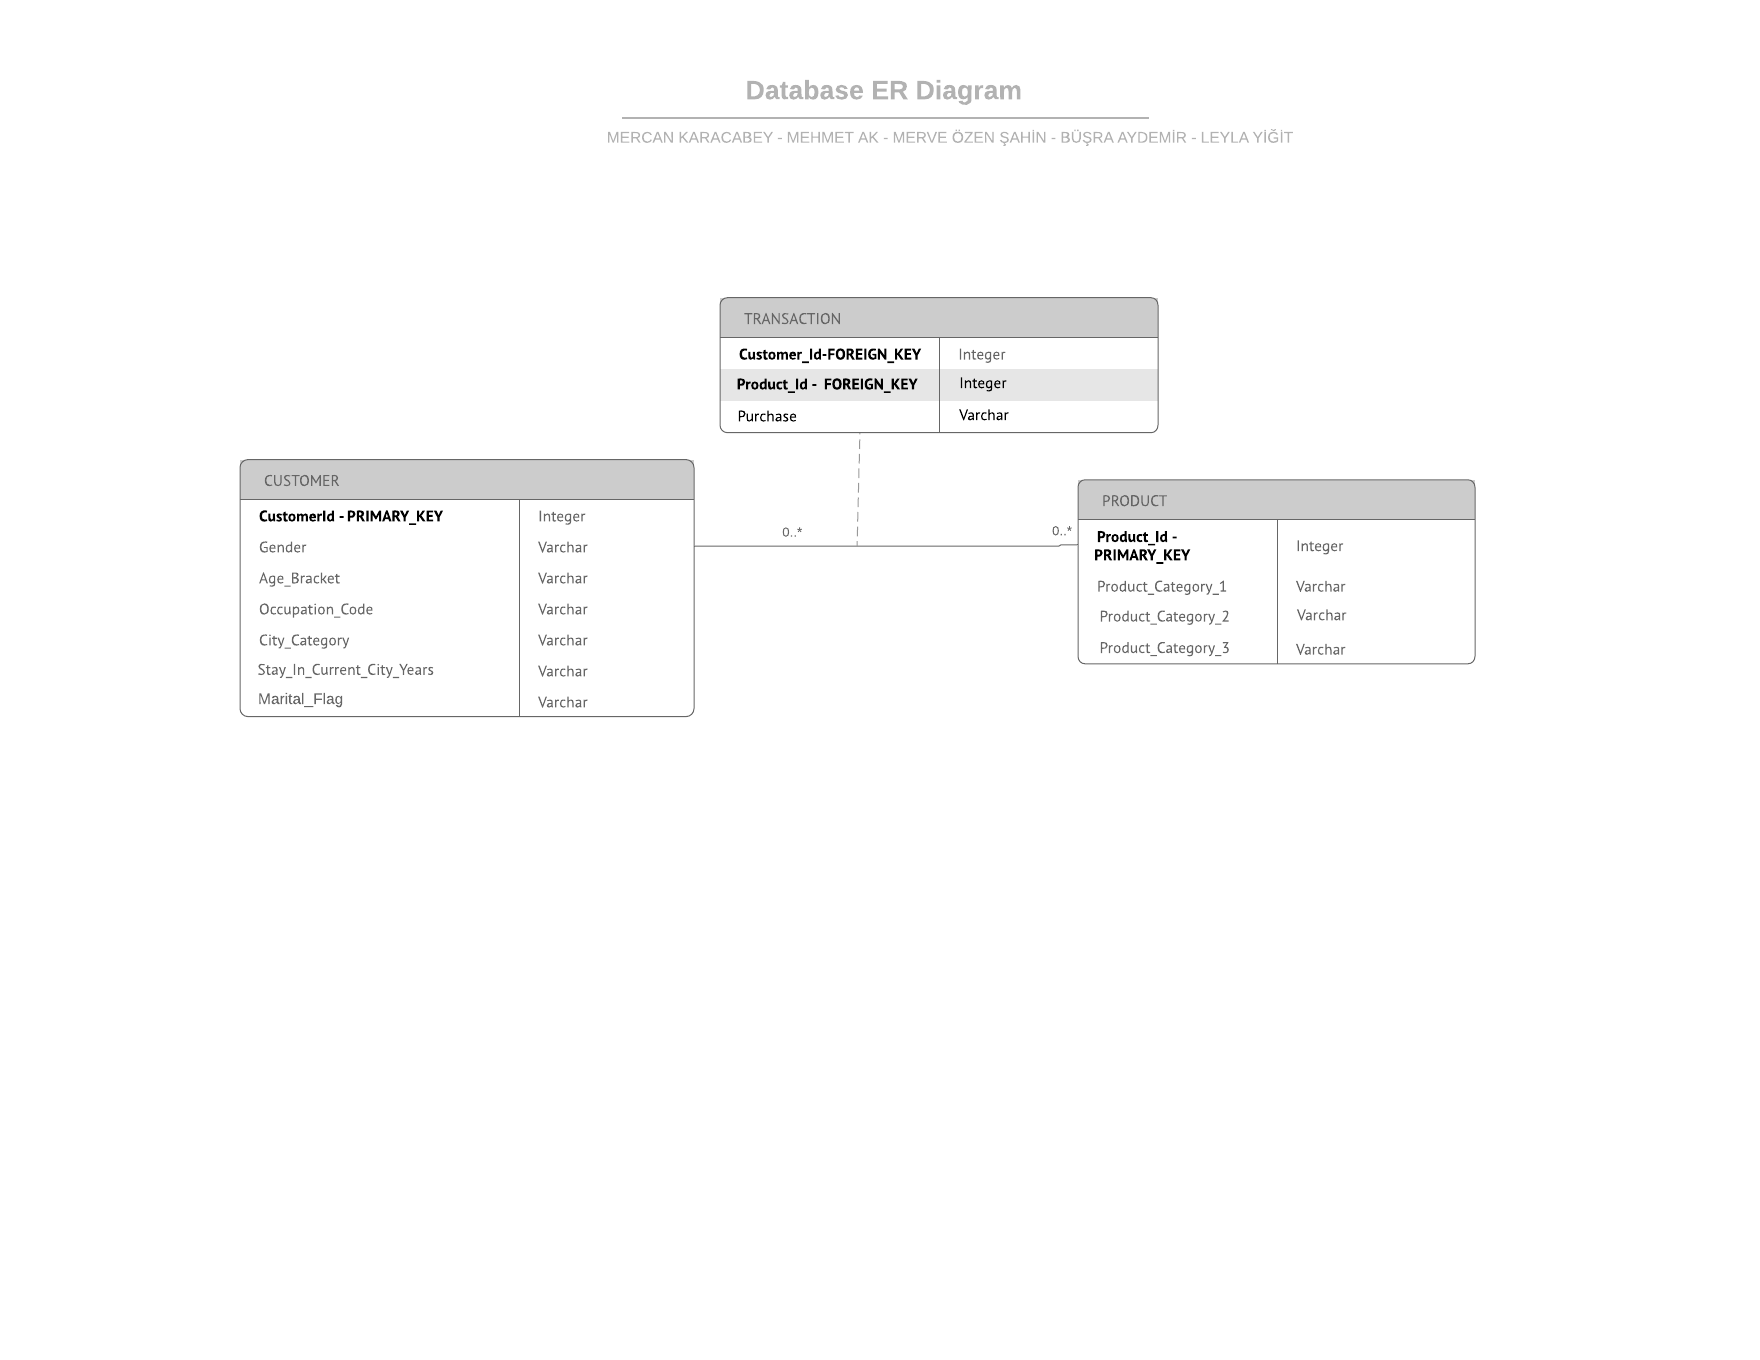 Database ER Diagram
MERCAN KARACABEY - MEHMET AK - MERVE ÖZEN ŞAHİN - BÜŞRA AYDEMİR - LEYLA YİĞİT
TRANSACTION
Customer_Id-FOREIGN_KEY Integer
Product_Id - FOREIGN_KEY Integer
Purchase Varchar
CUSTOMER
CustomerId - PRIMARY_KEY Integer
Gender Varchar
Age_Bracket Varchar
Occupation_Code Varchar
City_Category Varchar
Stay_In_Current_City_Years Varchar
Marital_Flag Varchar
0..* 0..*
PRODUCT
Product_Id -
PRIMARY_KEY Integer
Product_Category_1 Varchar
Product_Category_2 Varchar
Product_Category_3 Varchar